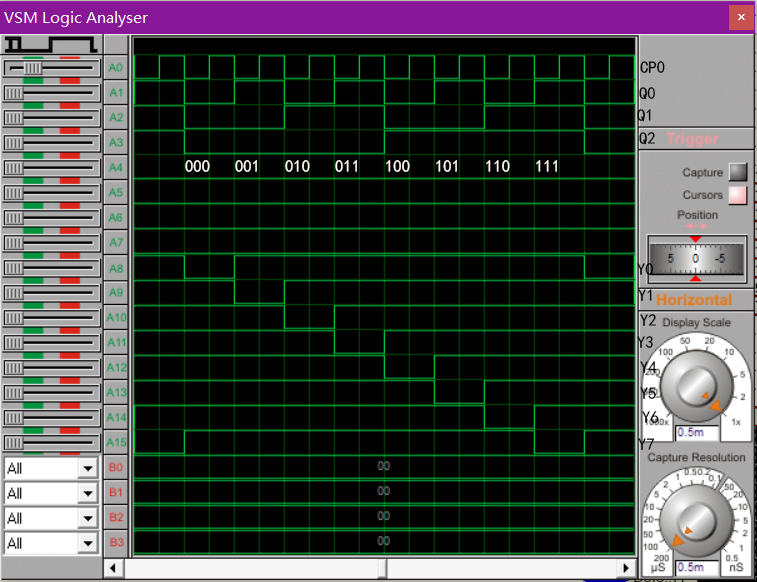 VSM Logic Analyser
A0 CP0
A1 Q0
A2 Q1
A3 Q2 Trigger
A4 000 001 010 011 100 101 110 111
Capture
A5
Cursors
A6 Position
A7
5 0 -5
A8 Y0
A9 Y1 Horizontal
A10 Y2 Display Scale
A11 Y3
50 20
100 10
A12 Y4
200 5
A13 Y5
2
A14 Y6
1000x 1x
0.5m
A15 Y7
Capture Resolution
All B0 00
All B1 00
All B2 00
All B3 00
1 0.5 0.2 0.1
2 50
5 20
10 10
20 5
50 2
100 1
200 0.5
µS 0.5m nS